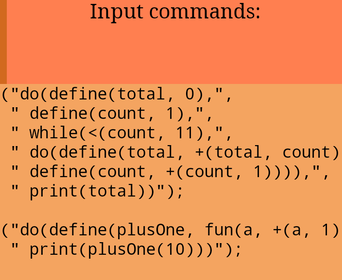 Input commands:
("do(define(total, 0),",
" define(count, 1),",
" while(<(count, 11),",
" do(define(total, +(total, count)
" define(count, +(count, 1)))),",
" print(total))");
("do(define(plusOne, fun(a, +(a, 1)
" print(plusOne(10)))");